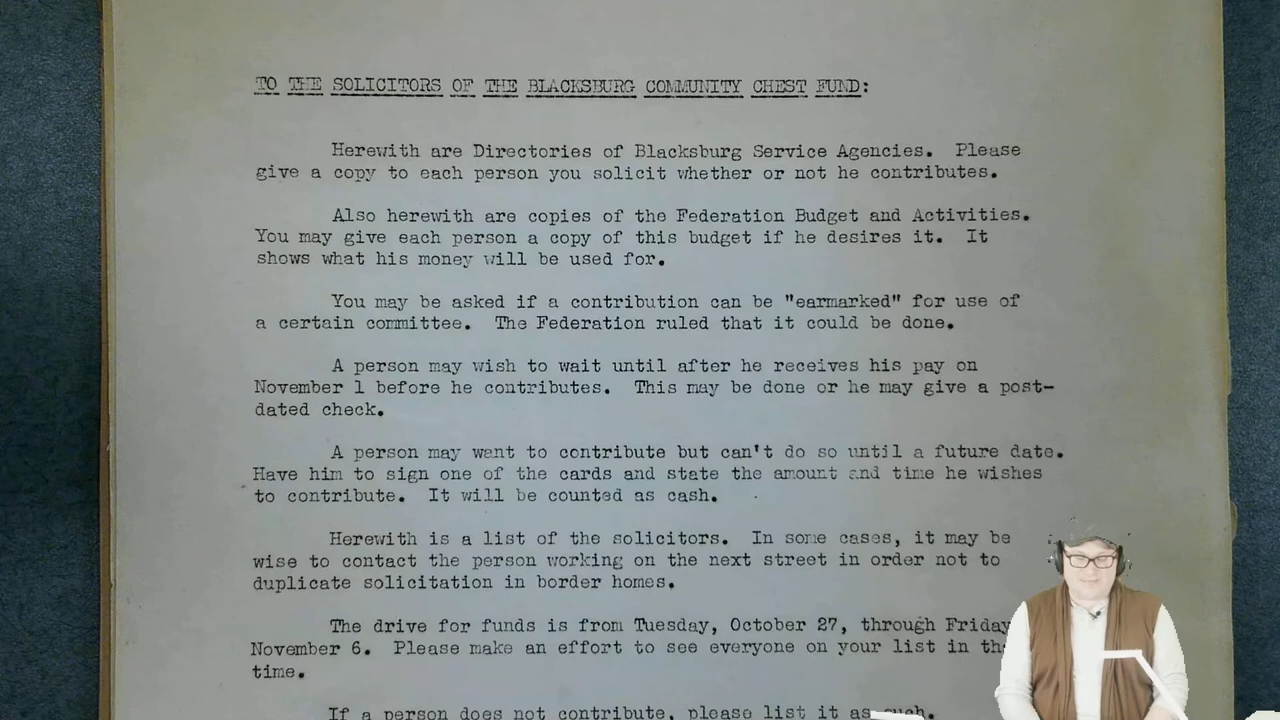 TO THE SOLICITORS OF THE BLACKSBURG COMMUNITY CHEST FUND:
Herewith are Directories of Blacksburg Service Agencies. Please
give a copy to each person you solicit whether or not he contributes.
Also herewith are copies of the Federation Budget and Activities.
You may give each person a copy of this budget if he desires it. It
shows what his money will be used for.
You may be asked if a contribution can be "earmarked" for use of
a certain committee. The Federation ruled that it could be done.
A person may wish to wait until after he receives his pay on
November 1 before he contributes. This may be done or he may give a post-
dated check.
A person may want to contribute but can't do so until a future date.
Have him to sign one of the cards and state the amount and time he wishes
to contribute. It will be counted as cash.
Herewith is a list of the solicitors. In some cases, it may be
wise to contact the person working on the next street in order not to
duplicate solicitation in border homes.
The drive for funds is from Tuesday, October 27, through Friday
November 6. Please make an effort to see everyone on your list in
time.
If a person does not contribute, please list it as such.